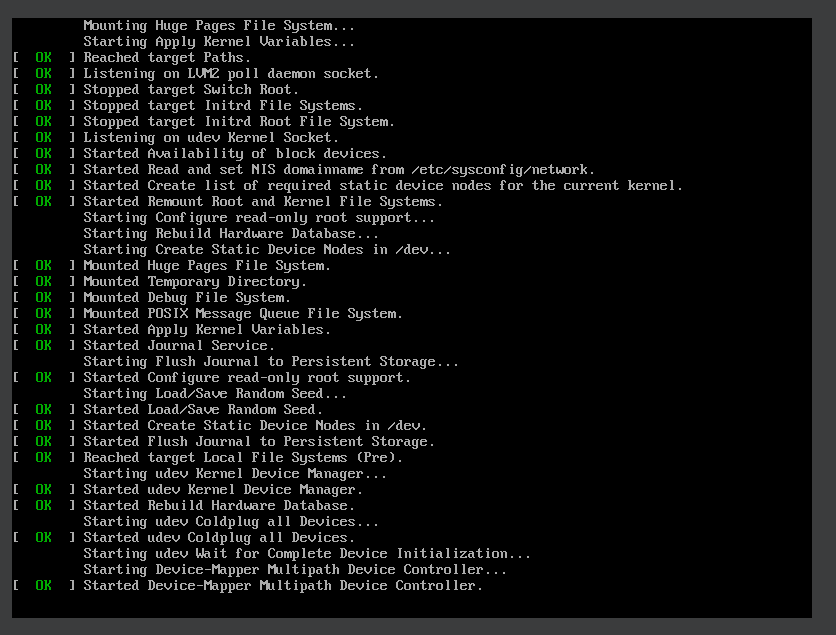 Mounting Huge Pages File System...
Starting Apply Kernel Variables...
[  OK  ] Reached target Paths.
[  OK  ] Listening on LVM2 poll daemon socket.
[  OK  ] Stopped target Switch Root.
[  OK  ] Stopped target Initrd File Systems.
[  OK  ] Stopped target Initrd Root File System.
[  OK  ] Listening on udev Kernel Socket.
[  OK  ] Started Availability of block devices.
[  OK  ] Started Read and set NIS domainname from /etc/sysconfig/network.
[  OK  ] Started Create list of required static device nodes for the current kernel.
[  OK  ] Started Remount Root and Kernel File Systems.
Starting Configure read-only root support...
Starting Rebuild Hardware Database...
Starting Create Static Device Nodes in /dev...
[  OK  ] Mounted Huge Pages File System.
[  OK  ] Mounted Temporary Directory.
[  OK  ] Mounted Debug File System.
[  OK  ] Mounted POSIX Message Queue File System.
[  OK  ] Started Apply Kernel Variables.
[  OK  ] Started Journal Service.
Starting Flush Journal to Persistent Storage...
[  OK  ] Started Configure read-only root support.
Starting Load/Save Random Seed...
[  OK  ] Started Load/Save Random Seed.
[  OK  ] Started Create Static Device Nodes in /dev.
[  OK  ] Started Flush Journal to Persistent Storage.
[  OK  ] Reached target Local File Systems (Pre).
Starting udev Kernel Device Manager...
[  OK  ] Started udev Kernel Device Manager.
[  OK  ] Started Rebuild Hardware Database.
Starting udev Coldplug all Devices...
[  OK  ] Started udev Coldplug all Devices.
Starting udev Wait for Complete Device Initialization...
Starting Device-Mapper Multipath Device Controller...
[  OK  ] Started Device-Mapper Multipath Device Controller.